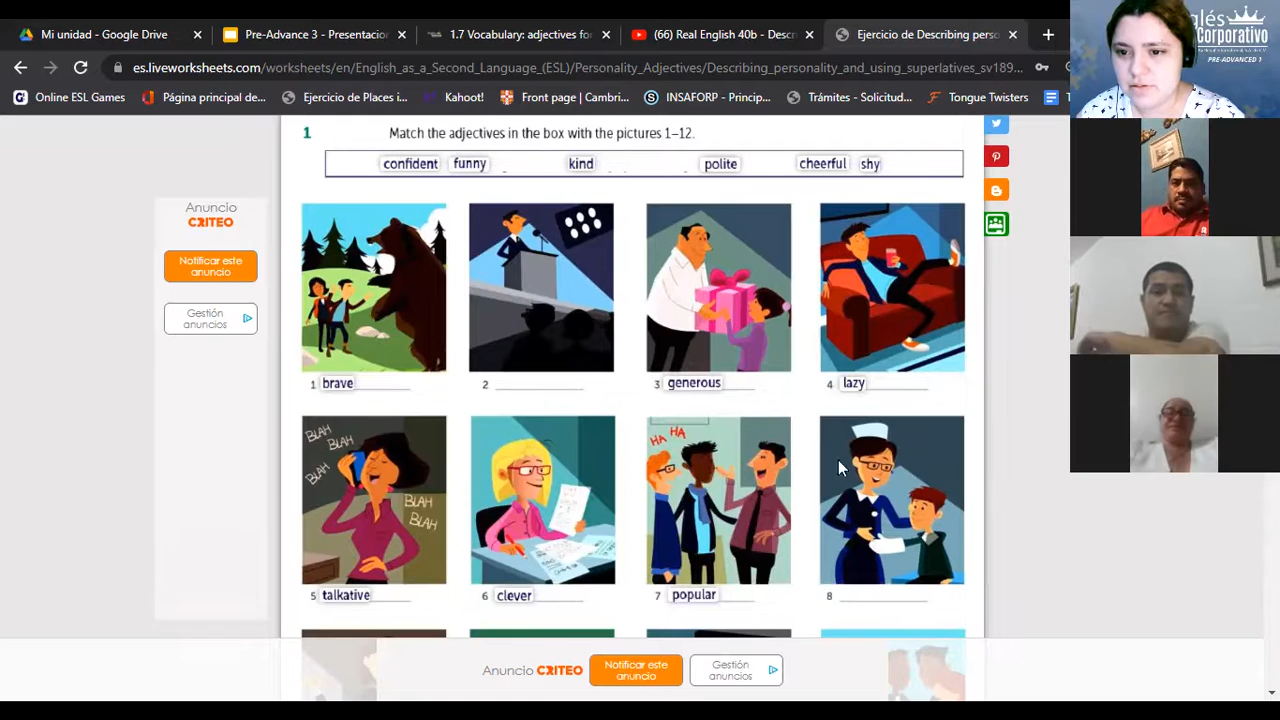 Mi unidad - Google Drive
Pre-Advance 3 - Presentacion
1.7 Vocabulary: adjectives fo
(66) Real English 40b - Descr
Ejercicio de Describing perso
es.liveworksheets.com/worksheets/en/English_as_a_Second_Language_(ESL)/Personality_Adjectives/Describing_personality_and_using_superlatives_sv189...
Online ESL Games
Página principal de...
Ejercicio de Places i...
Kahoot!
Front page | Cambri...
INSAFORP - Princip...
Trámites - Solicitud...
Tongue Twisters
T
glés
Corporativo
PRE-ADVANCED 1
1 Match the adjectives in the box with the pictures 1–12.
confident funny kind polite cheerful shy
Anuncio
CRITEO
Notificar este
anuncio
Gestión
anuncios
1 brave
2
3 generous
4 lazy
BLAH
BLAH
BLAH
BLAH
BLAH
HA HA
5 talkative
6 clever
7 popular
8
Anuncio CRITEO
Notificar este
anuncio
Gestión
anuncios